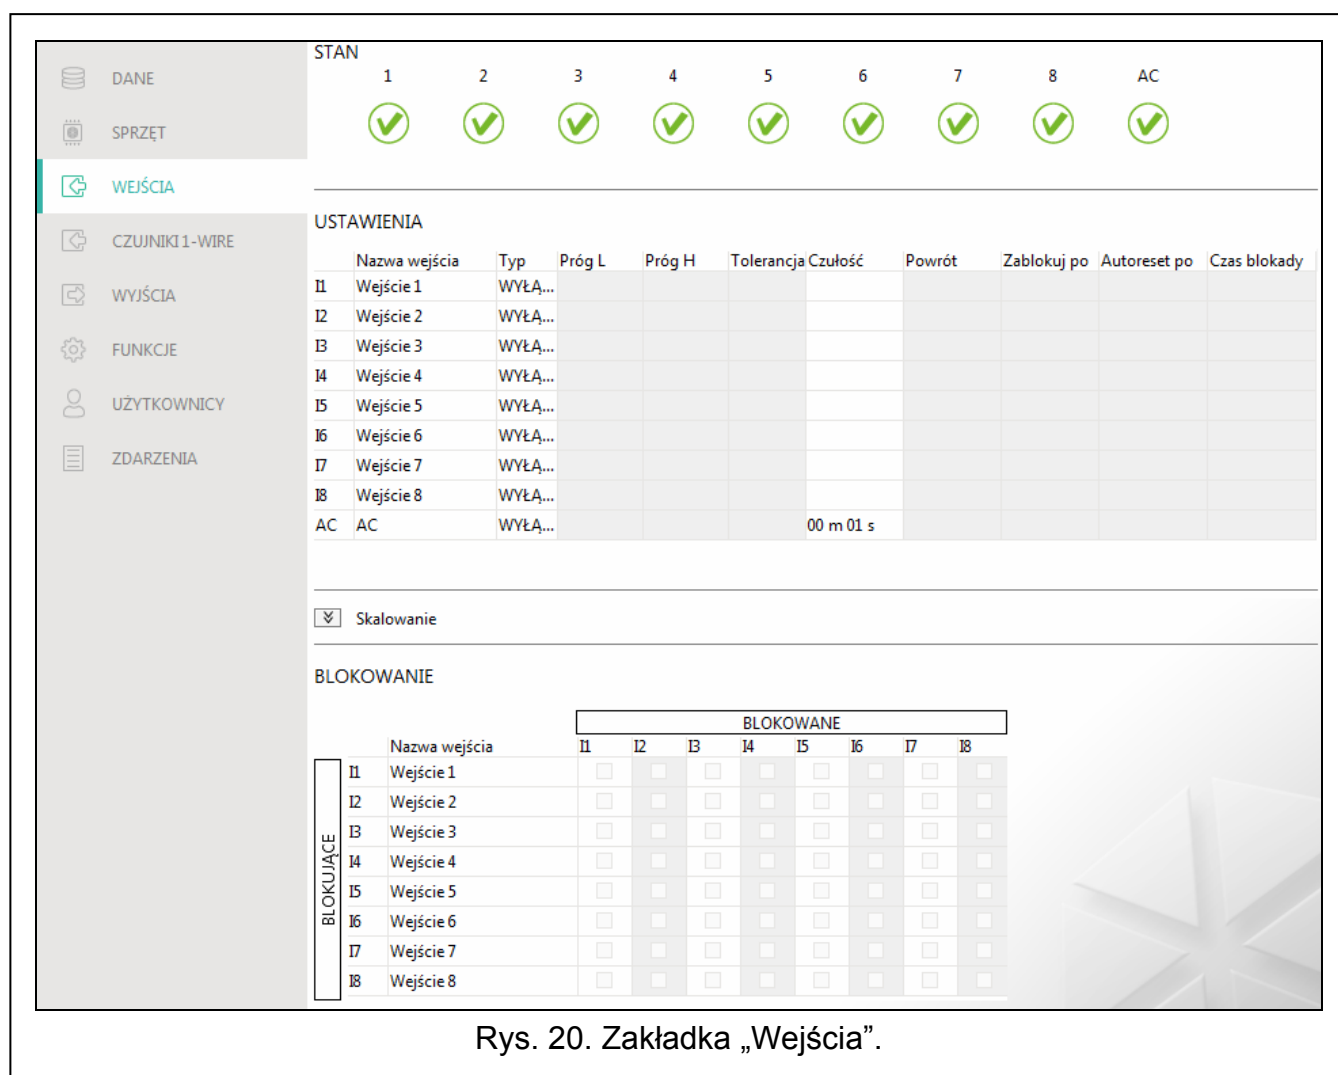 DANE
SPRZĘT
WEJŚCIA
CZUJNIKI 1-WIRE
WYJŚCIA
FUNKCJE
UŻYTKOWNICY
ZDARZENIA
STAN
1 2 3 4 5 6 7 8 AC
USTAWIENIA
Nazwa wejścia Typ Próg L Próg H Tolerancja Czułość Powrót Zablokuj po Autoreset po Czas blokady
I1 Wejście 1 WYŁĄ...
I2 Wejście 2 WYŁĄ...
I3 Wejście 3 WYŁĄ...
I4 Wejście 4 WYŁĄ...
I5 Wejście 5 WYŁĄ...
I6 Wejście 6 WYŁĄ...
I7 Wejście 7 WYŁĄ...
I8 Wejście 8 WYŁĄ...
AC AC WYŁĄ... 00 m 01 s
Skalowanie
BLOKOWANIE
BLOKOWANE
Nazwa wejścia I1 I2 I3 I4 I5 I6 I7 I8
BLOKUJĄCE
I1 Wejście 1
I2 Wejście 2
I3 Wejście 3
I4 Wejście 4
I5 Wejście 5
I6 Wejście 6
I7 Wejście 7
I8 Wejście 8
Rys. 20. Zakładka „Wejścia”.